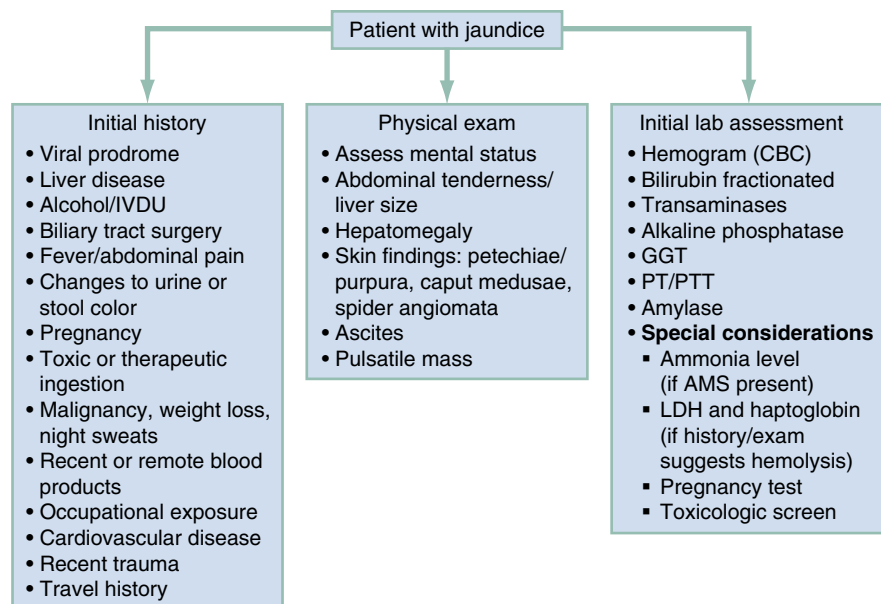 Patient with jaundice
Initial history
• Viral prodrome
• Liver disease
• Alcohol/IVDU
• Biliary tract surgery
• Fever/abdominal pain
• Changes to urine or
stool color
• Pregnancy
• Toxic or therapeutic
ingestion
• Malignancy, weight loss,
night sweats
• Recent or remote blood
products
• Occupational exposure
• Cardiovascular disease
• Recent trauma
• Travel history
Physical exam
• Assess mental status
• Abdominal tenderness/
liver size
• Hepatomegaly
• Skin findings: petechiae/
purpura, caput medusae,
spider angiomata
• Ascites
• Pulsatile mass
Initial lab assessment
• Hemogram (CBC)
• Bilirubin fractionated
• Transaminases
• Alkaline phosphatase
• GGT
• PT/PTT
• Amylase
• Special considerations
▪ Ammonia level
(if AMS present)
▪ LDH and haptoglobin
(if history/exam
suggests hemolysis)
▪ Pregnancy test
▪ Toxicologic screen